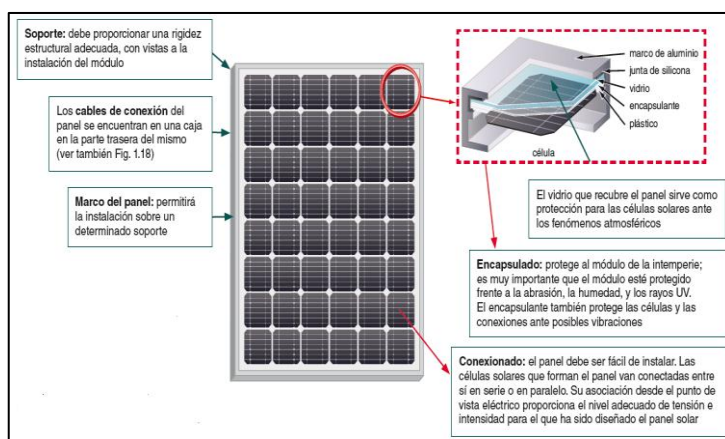 Soporte: debe proporcionar una rigidez
estructural adecuada, con vistas a la
instalación del módulo
Los cables de conexión del
panel se encuentran en una caja
en la parte trasera del mismo
(ver también Fig. 1.18)
Marco del panel: permitirá
la instalación sobre un
determinado soporte
marco de aluminio
junta de silicona
vidrio
encapsulante
plástico
célula
El vidrio que recubre el panel sirve como
protección para las células solares ante
los fenómenos atmosféricos
Encapsulado: protege al módulo de la intemperie;
es muy importante que el módulo esté protegido
frente a la abrasión, la humedad, y los rayos UV.
El encapsulante también protege las células y las
conexiones ante posibles vibraciones
Conexionado: el panel debe ser fácil de instalar. Las
células solares que forman el panel van conectadas entre
sí en serie o en paralelo. Su asociación desde el punto de
vista eléctrico proporciona el nivel adecuado de tensión e
intensidad para el que ha sido diseñado el panel solar